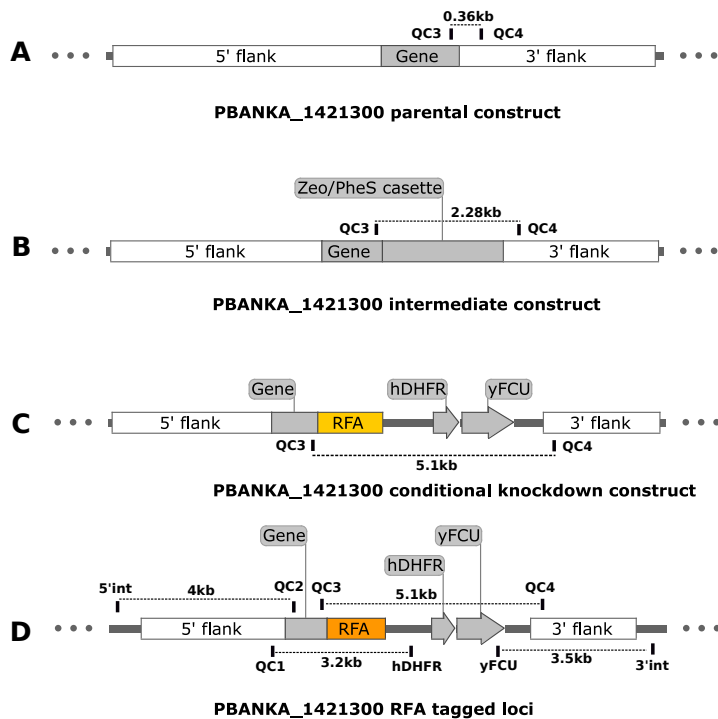 0.36kb
QC3 QC4
A
5' flank Gene 3' flank
PBANKA_1421300 parental construct
Zeo/PheS casette
2.28kb
QC3 QC4
B
5' flank Gene 3' flank
PBANKA_1421300 intermediate construct
Gene hDHFR yFCU
C
5' flank RFA 3' flank
QC3 QC4
5.1kb
PBANKA_1421300 conditional knockdown construct
Gene yFCU
hDHFR
5'int 4kb QC2 QC3 5.1kb QC4
D
5' flank RFA 3' flank
QC1 3.2kb hDHFR yFCU 3.5kb 3'int
PBANKA_1421300 RFA tagged loci